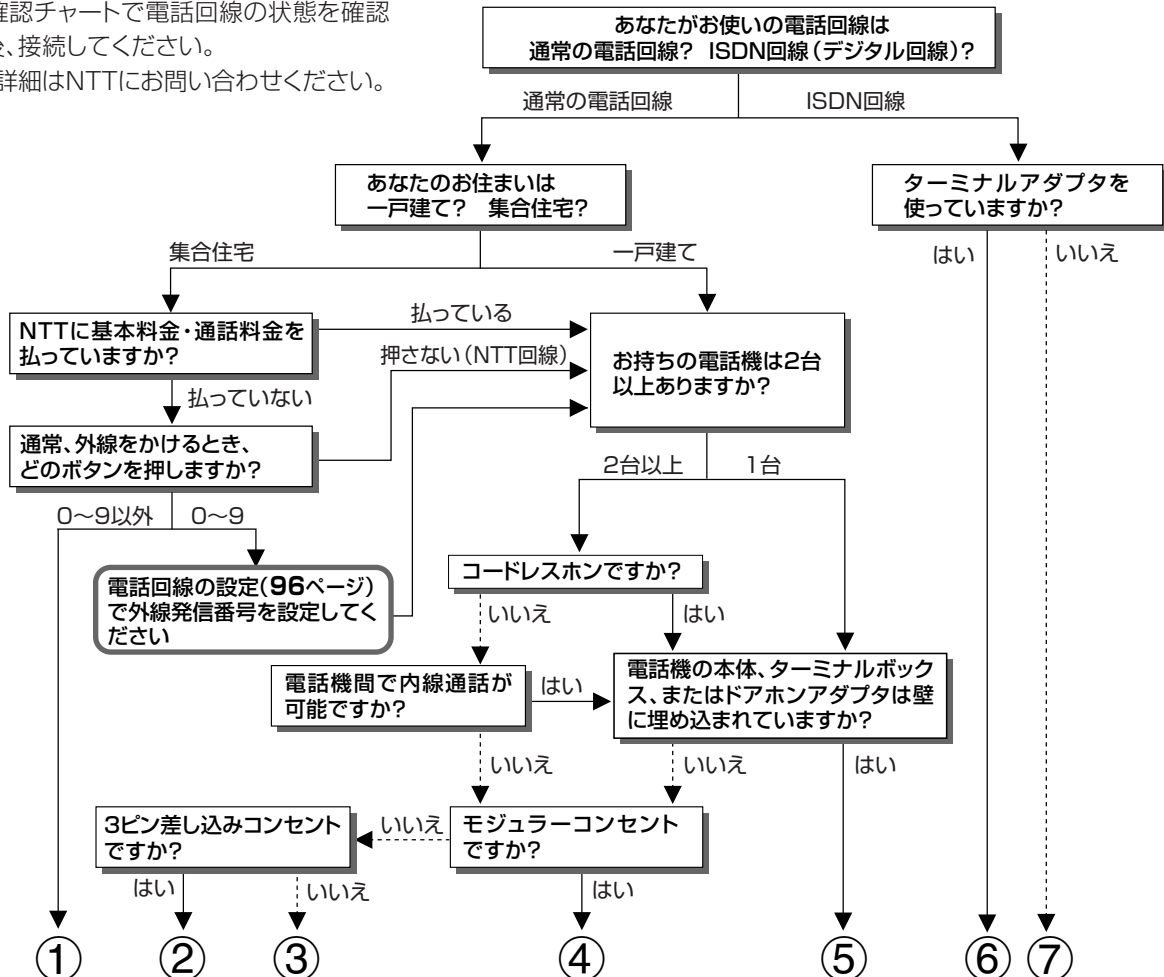 確認チャートで電話回線の状態を確認
後、接続してください。
詳細はNTTにお問い合わせください。
あなたがお使いの電話回線は
通常の電話回線? ISDN回線(デジタル回線)?
通常の電話回線
ISDN回線
あなたのお住まいは
一戸建て? 集合住宅?
ターミナルアダプタを
使っていますか?
集合住宅
一戸建て
はい
いいえ
NTTに基本料金・通話料金を
払っていますか?
払っている
押さない(NTT回線)
お持ちの電話機は2台
以上ありますか?
払っていない
通常、外線をかけるとき、
どのボタンを押しますか?
2台以上
1台
0〜9以外
0〜9
電話回線の設定(96ページ)
で外線発信番号を設定してく
ださい
コードレスホンですか?
いいえ
はい
電話機間で内線通話が
可能ですか?
はい
電話機の本体、ターミナルボック
ス、またはドアホンアダプタは壁
に埋め込まれていますか?
いいえ
いいえ
はい
3ピン差し込みコンセント
ですか?
いいえ
モジュラーコンセント
ですか?
はい
いいえ
はい
①
②
③
④
⑤
⑥
⑦